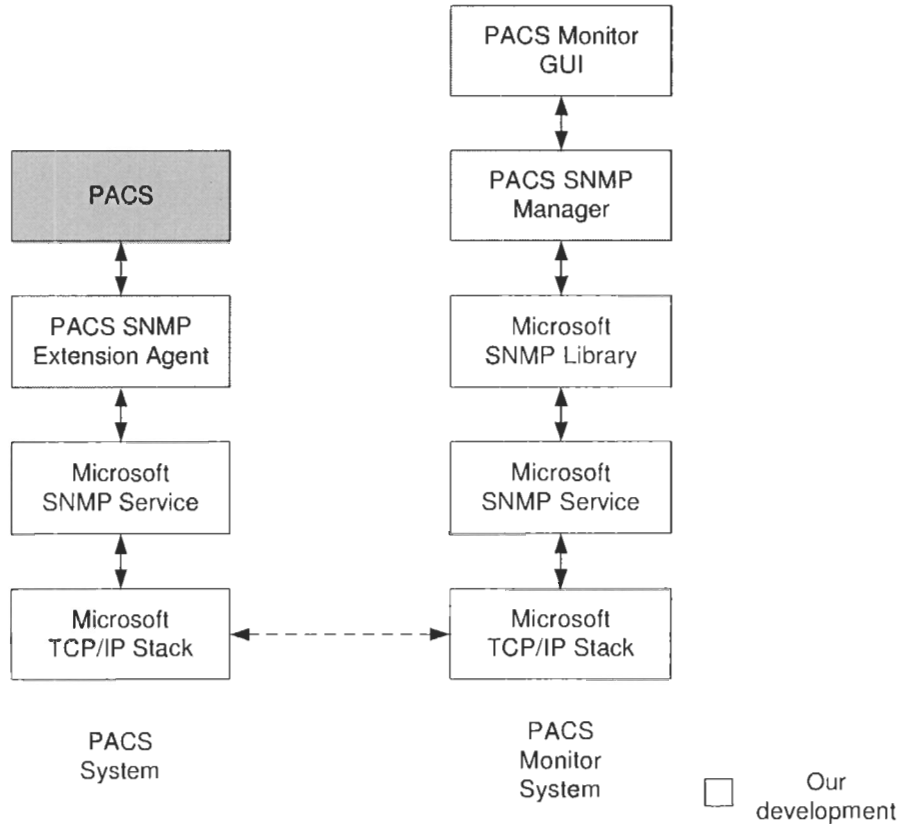 PACS
PACS SNMP
Extension Agent
Microsoft
SNMP Service
Microsoft
TCP/IP Stack
PACS
System
PACS Monitor
GUI
PACS SNMP
Manager
Microsoft
SNMP Library
Microsoft
SNMP Service
Microsoft
TCP/IP Stack
PACS
Monitor
System
Our
development